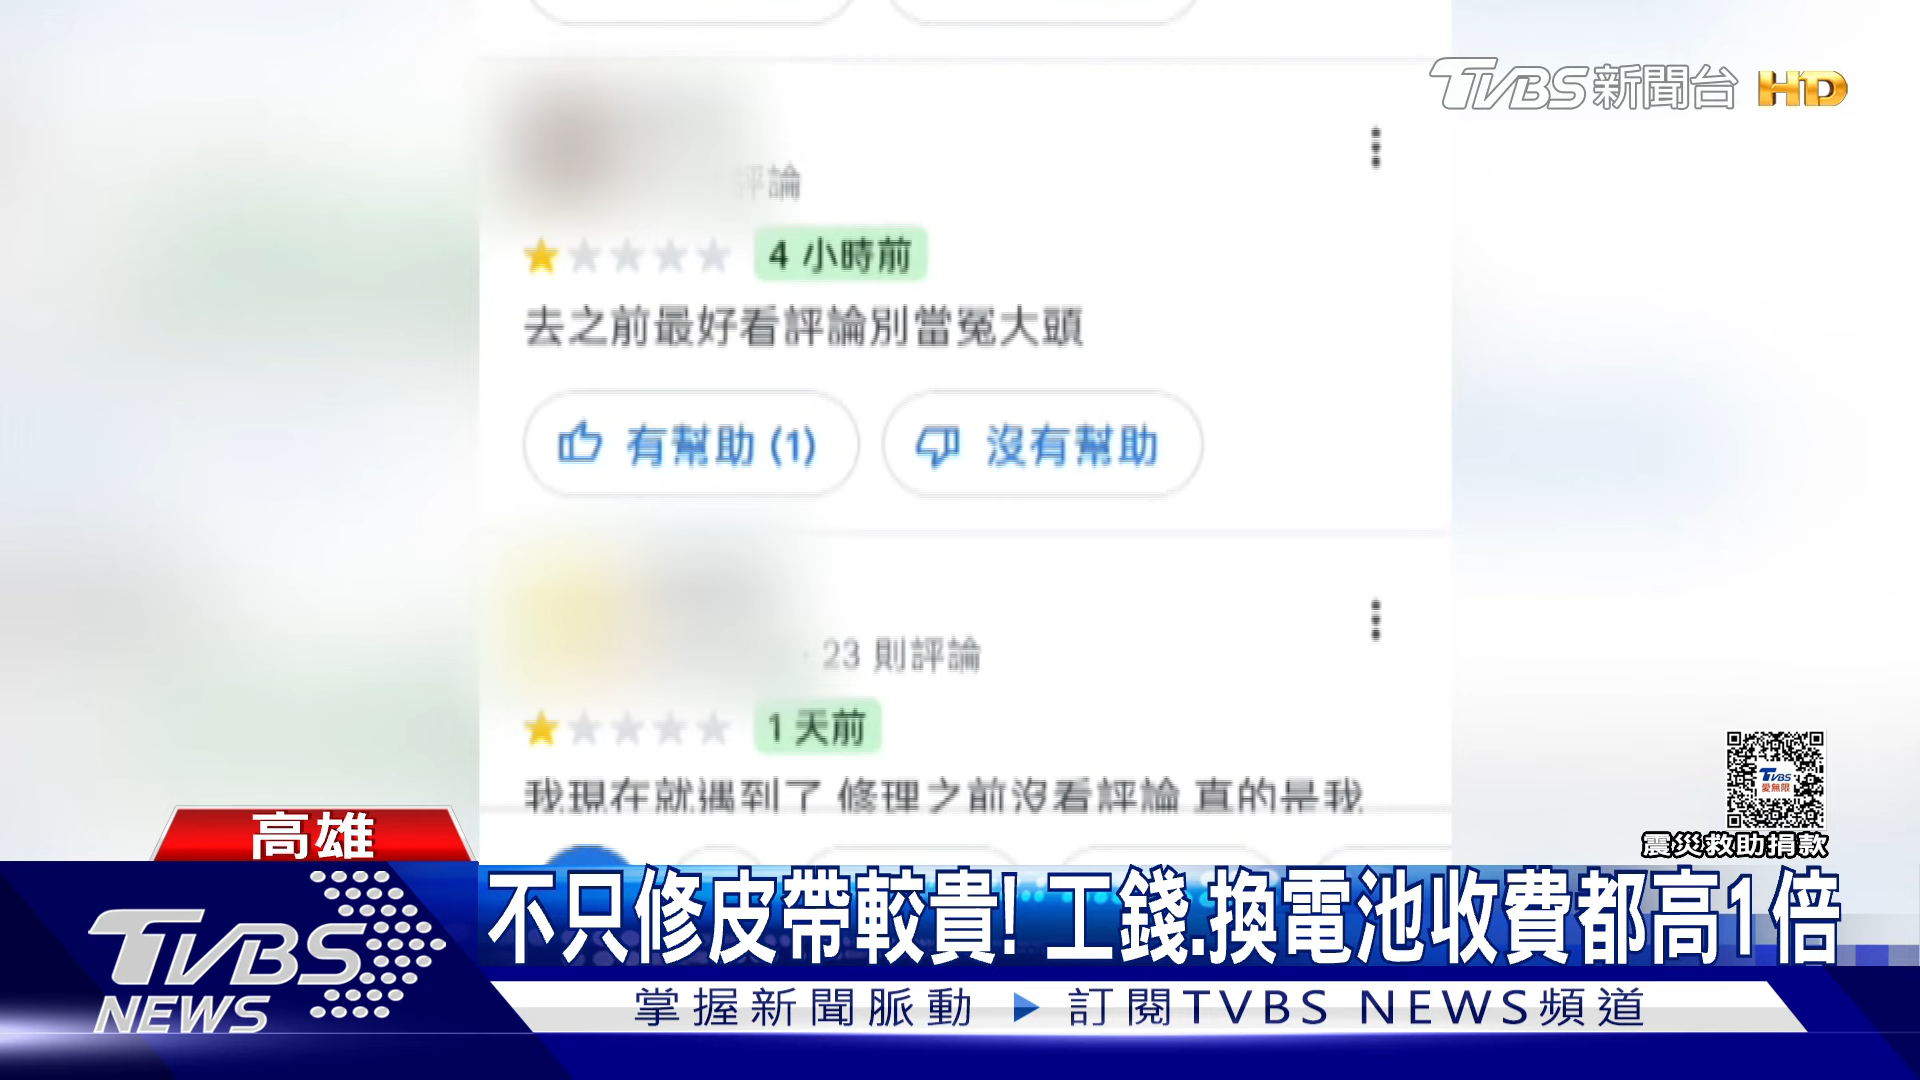 TVBS新聞台 HD
評論
4 小時前
去之前最好看評論別當冤大頭
有幫助 (1)
沒有幫助
· 23 則評論
1 天前
我現在就遇到了 修理之前沒看評論 真的是我
TVBS
愛無限
震災救助捐款
高雄
不只修皮帶較貴! 工錢.換電池收費都高1倍
TVBS
NEWS
掌握新聞脈動 ▶ 訂閱TVBS NEWS頻道